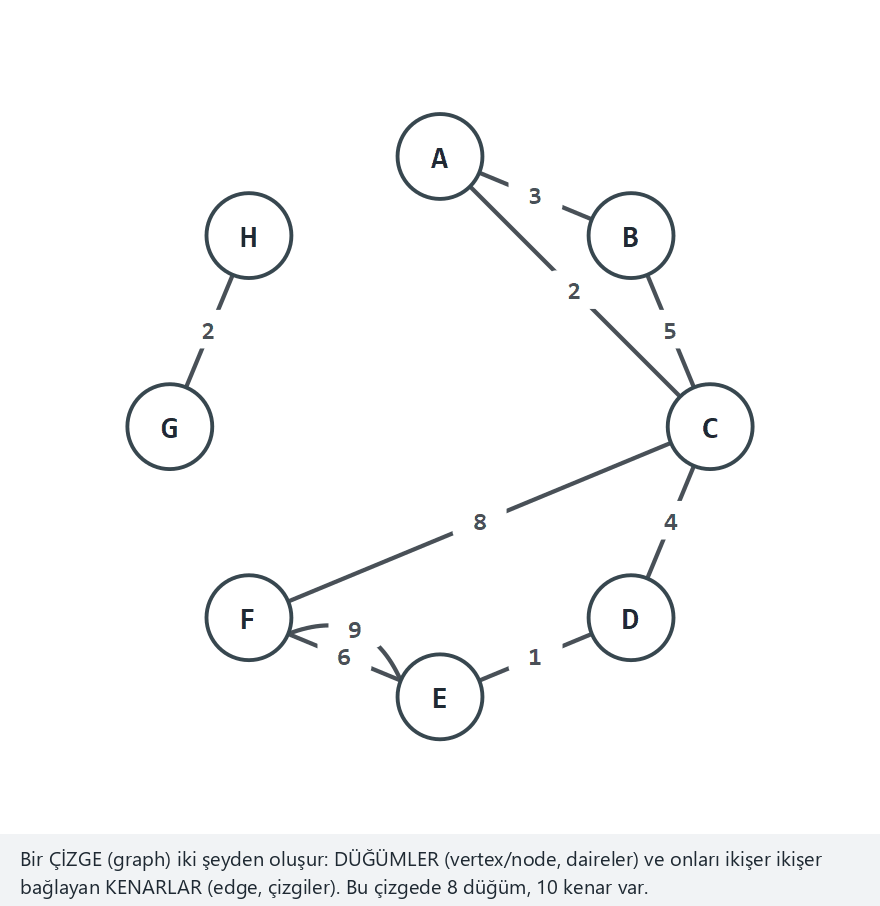 A
3
H
B
2
2
5
G
C
8
4
F
9
D
6
1
E
Bir ÇİZGE (graph) iki şeyden oluşur: DÜĞÜMLER (vertex/node, daireler) ve onları ikişer ikişer
bağlayan KENARLAR (edge, çizgiler). Bu çizgede 8 düğüm, 10 kenar var.